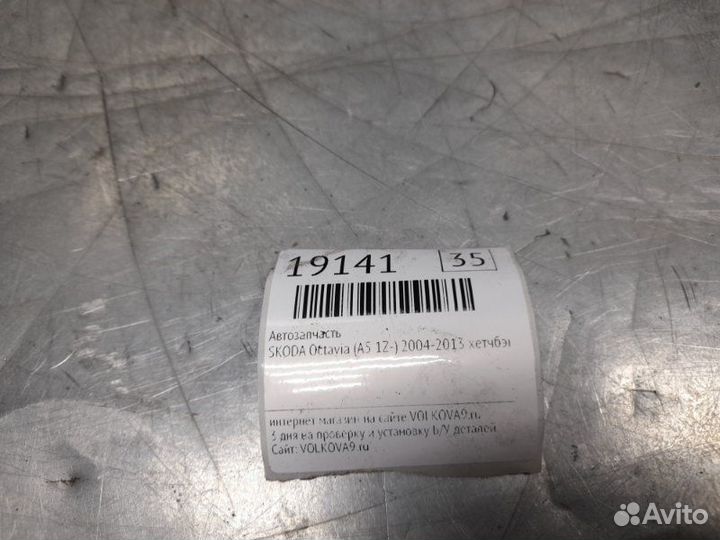 19141 35
Автозапчасть
SKODA Octavia (A5 1Z-) 2004-2013 хетчбэк
интернет магазин на сайте VOLKOVA9.ru
3 дня на проверку и установку Б/У деталей
Сайт: VOLKOVA9.ru
Avito